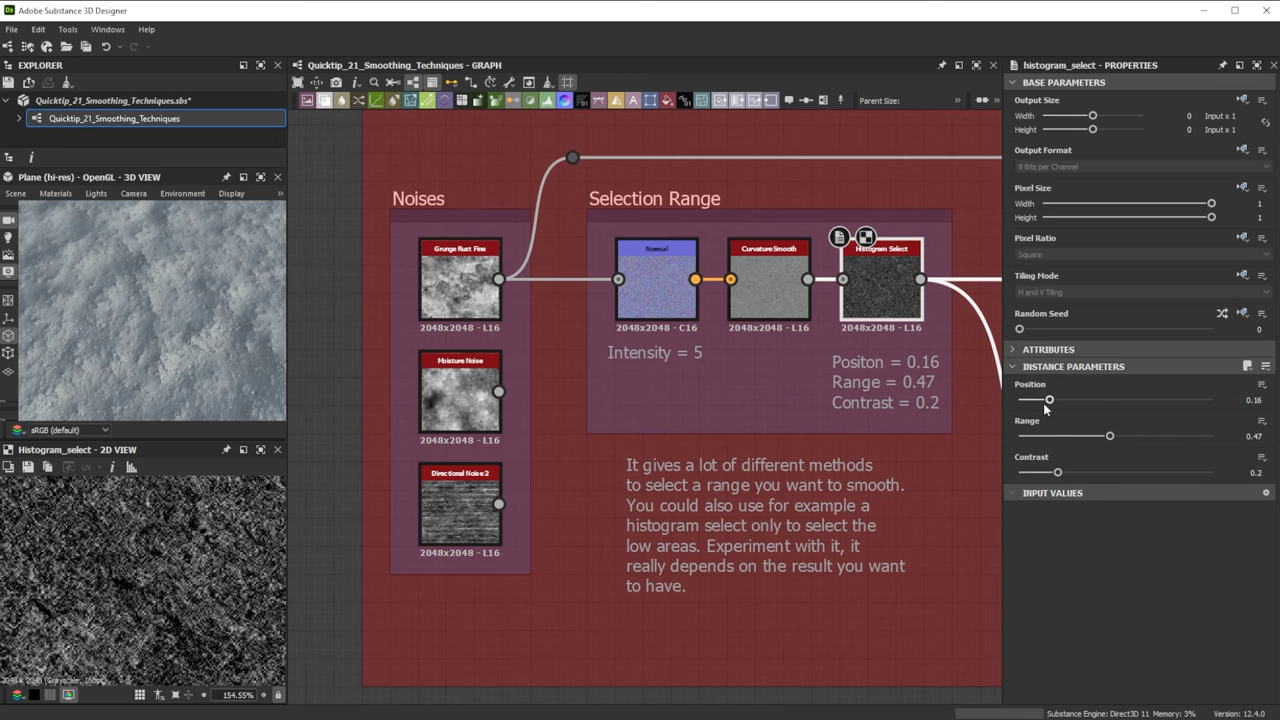 Adobe Substance 3D Designer
File Edit Tools Windows Help
EXPLORER
Quicktip_21_Smoothing_Techniques.sbs*
Quicktip_21_Smoothing_Techniques
Plane (hi-res) - OpenGL - 3D VIEW
Scene Materials Lights Camera Environment Display
sRGB (default)
Histogram_select - 2D VIEW
UV
2048 x 2048 (Grayscale, 16bpc)
154.55%
Quicktip_21_Smoothing_Techniques - GRAPH
Parent Size:
Noises
Grunge Rust Fine
2048x2048 - L16
Moisture Noise
2048x2048 - L16
Directional Noise 2
2048x2048 - L16
Selection Range
Normal
2048x2048 - C16
Intensity = 5
Curvature Smooth
2048x2048 - L16
Histogram Select
2048x2048 - L16
Positon = 0.16
Range = 0.47
Contrast = 0.2
It gives a lot of different methods
to select a range you want to smooth.
You could also use for example a
histogram select only to select the
low areas. Experiment with it, it
really depends on the result you want
to have.
histogram_select - PROPERTIES
BASE PARAMETERS
Output Size
Width 0 Input x 1
Height 0 Input x 1
Output Format
8 Bits per Channel
Pixel Size
Width 1
Height 1
Pixel Ratio
Square
Tiling Mode
H and V Tiling
Random Seed
0
ATTRIBUTES
INSTANCE PARAMETERS
Position
0.16
Range
0.47
Contrast
0.2
INPUT VALUES
Substance Engine: Direct3D 11 Memory: 3% Version: 12.4.0